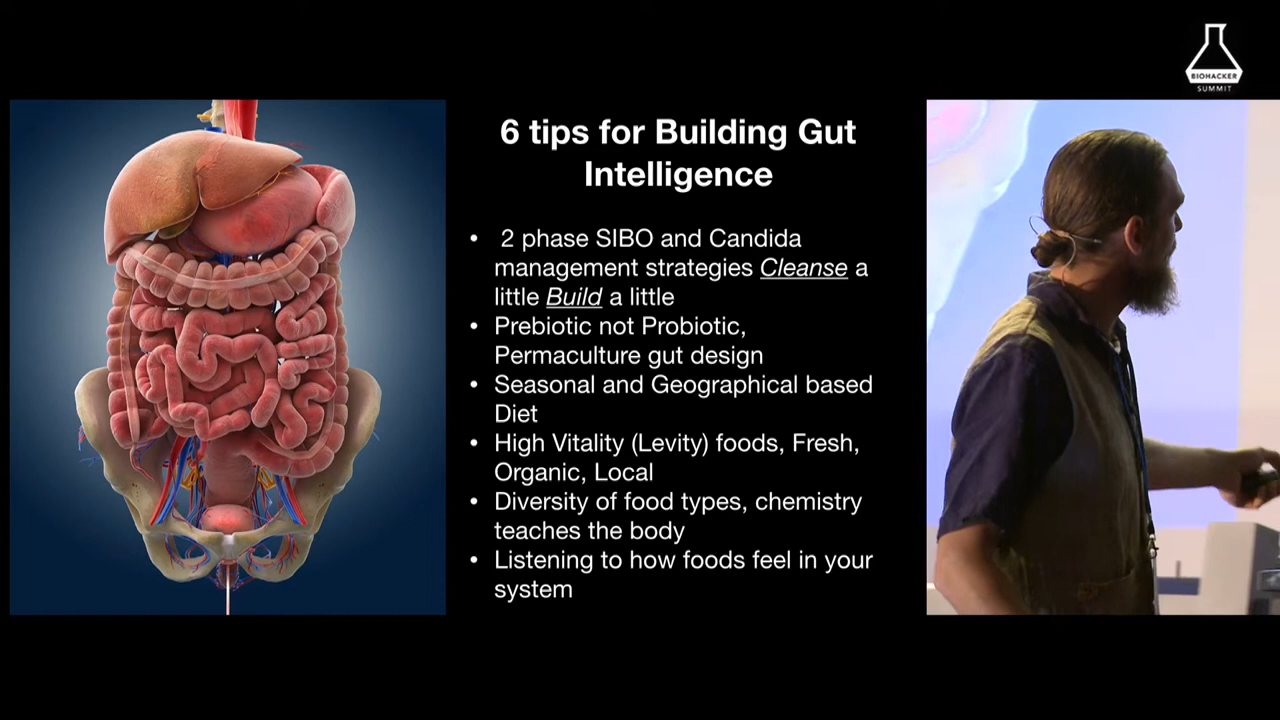 BIOHACKER
SUMMIT
6 tips for Building Gut
Intelligence
• 2 phase SIBO and Candida
management strategies Cleanse a
little Build a little
• Prebiotic not Probiotic,
Permaculture gut design
• Seasonal and Geographical based
Diet
• High Vitality (Levity) foods, Fresh,
Organic, Local
• Diversity of food types, chemistry
teaches the body
• Listening to how foods feel in your
system